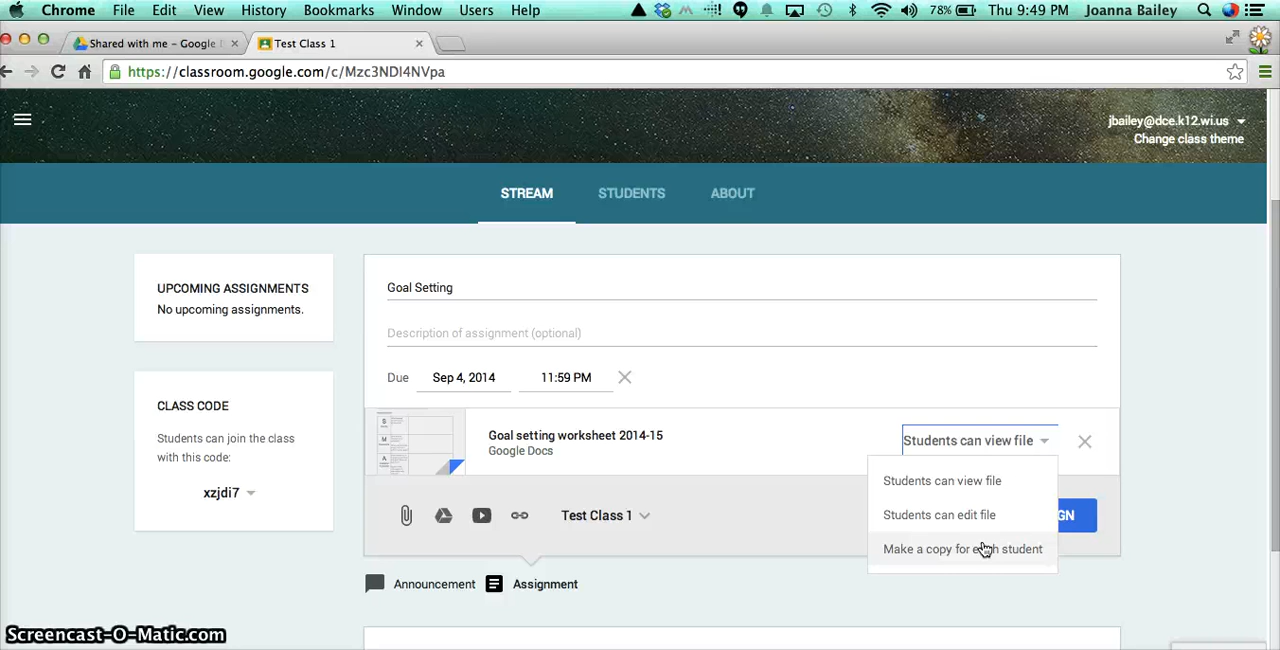 Chrome File Edit View History Bookmarks Window Users Help 78% Thu 9:49 PM Joanna Bailey
Shared with me – Google Test Class 1
https://classroom.google.com/c/Mzc3NDI4NVpa
jbailey@dce.k12.wi.us
Change class theme
STREAM STUDENTS ABOUT
UPCOMING ASSIGNMENTS
No upcoming assignments.
CLASS CODE
Students can join the class
with this code:
xzjdi7
Goal Setting
Description of assignment (optional)
Due Sep 4, 2014 11:59 PM
Goal setting worksheet 2014-15
Google Docs
Students can view file
Students can view file
Students can edit file
Make a copy for each student
Test Class 1
GN
Announcement Assignment
Screencast-O-Matic.com